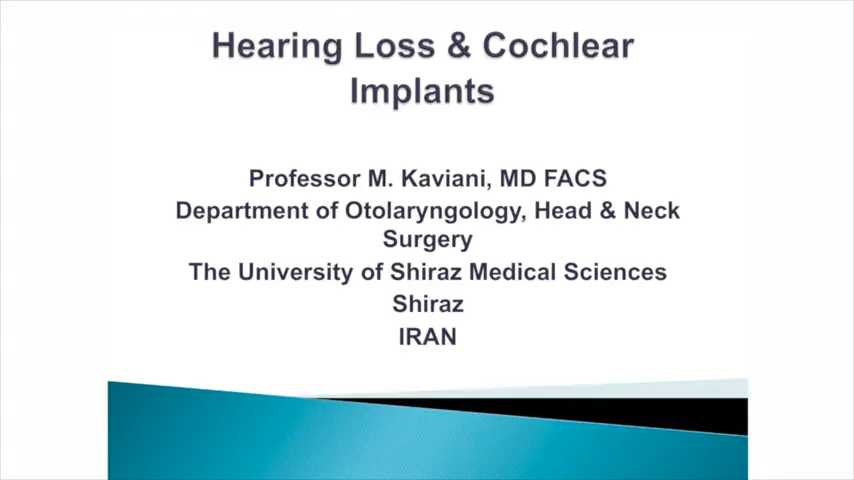 Hearing Loss & Cochlear
Implants
Professor M. Kaviani, MD FACS
Department of Otolaryngology, Head & Neck
Surgery
The University of Shiraz Medical Sciences
Shiraz
IRAN